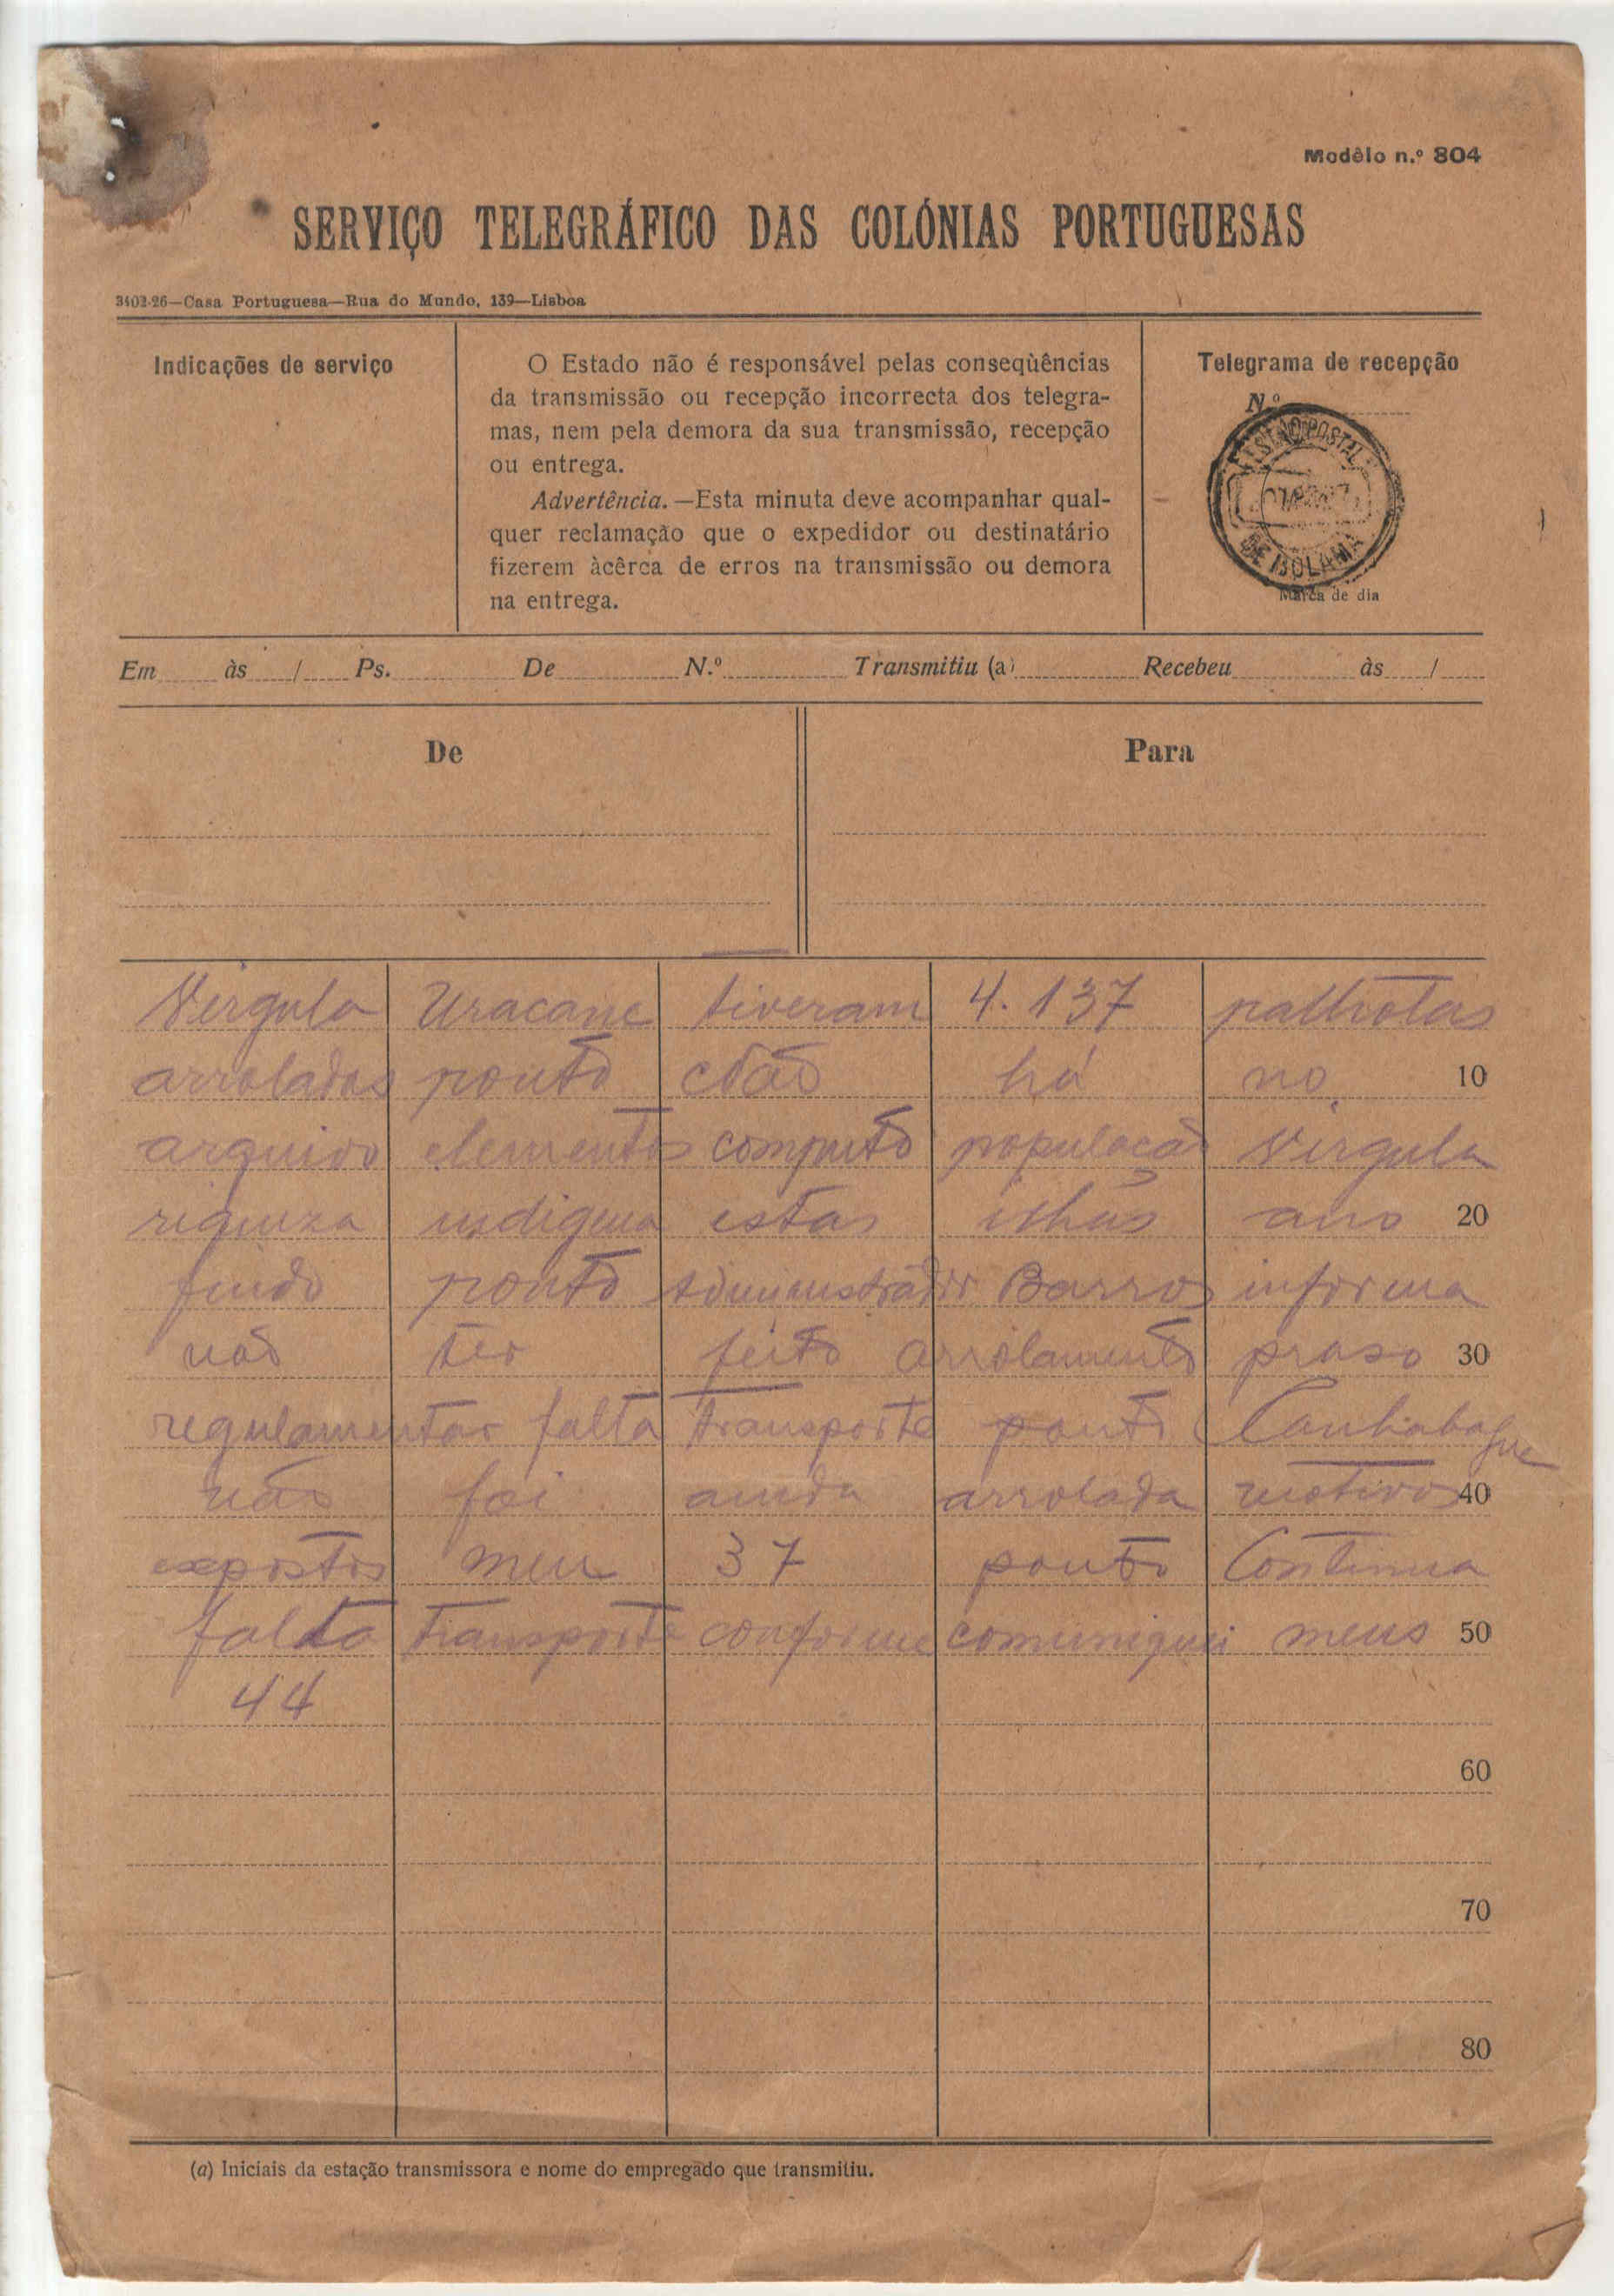 Modêlo n.º 804
SERVIÇO TELEGRÁFICO DAS COLÓNIAS PORTUGUESAS
3402-26—Casa Portuguesa—Rua do Mundo, 139—Lisboa
Indicações de serviço
O Estado não é responsável pelas conseqùências
da transmissão ou recepção incorrecta dos telegra-
mas, nem pela demora da sua transmissão, recepção
ou entrega.
Advertência.—Esta minuta deve acompanhar qual-
quer reclamação que o expedidor ou destinatário
fizerem àcêrca de erros na transmissão ou demora
na entrega.
Telegrama de recepção
N.º
ESTAÇÃO POSTAL
DE BOLAMA
Marca de dia
Em às / Ps. De N.º Transmitiu (a) Recebeu às /
De Para
Virgula Uracane tiveram 4.137 palhotas
arroladas ponto não há no 10
arquivo elementos computo população Virgula
riqueza indigena estas ilhas ano 20
findo ponto Administrador Barros informa
não ter feito arrolamento praso 30
regulamentar falta transporte ponto Canhabaque
não foi ainda arrolada motivos 40
expostos meu 37 ponto Continua
falta transporte conforme comuniquei meus 50
44
60
70
80
(a) Iniciais da estação transmissora e nome do empregado que transmitiu.